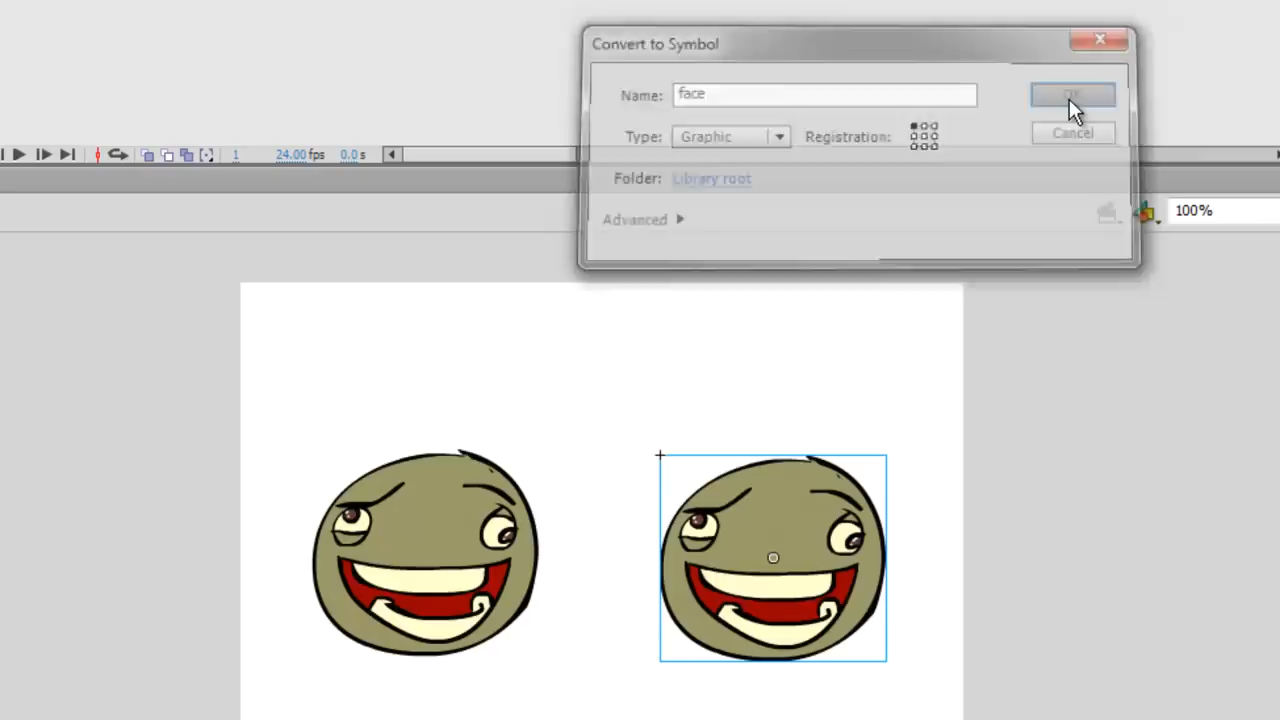 Convert to Symbol
Name: face
OK
Type: Graphic Registration:
Cancel
1 24.00 fps 0.0 s
Folder: Library root
Advanced
100%